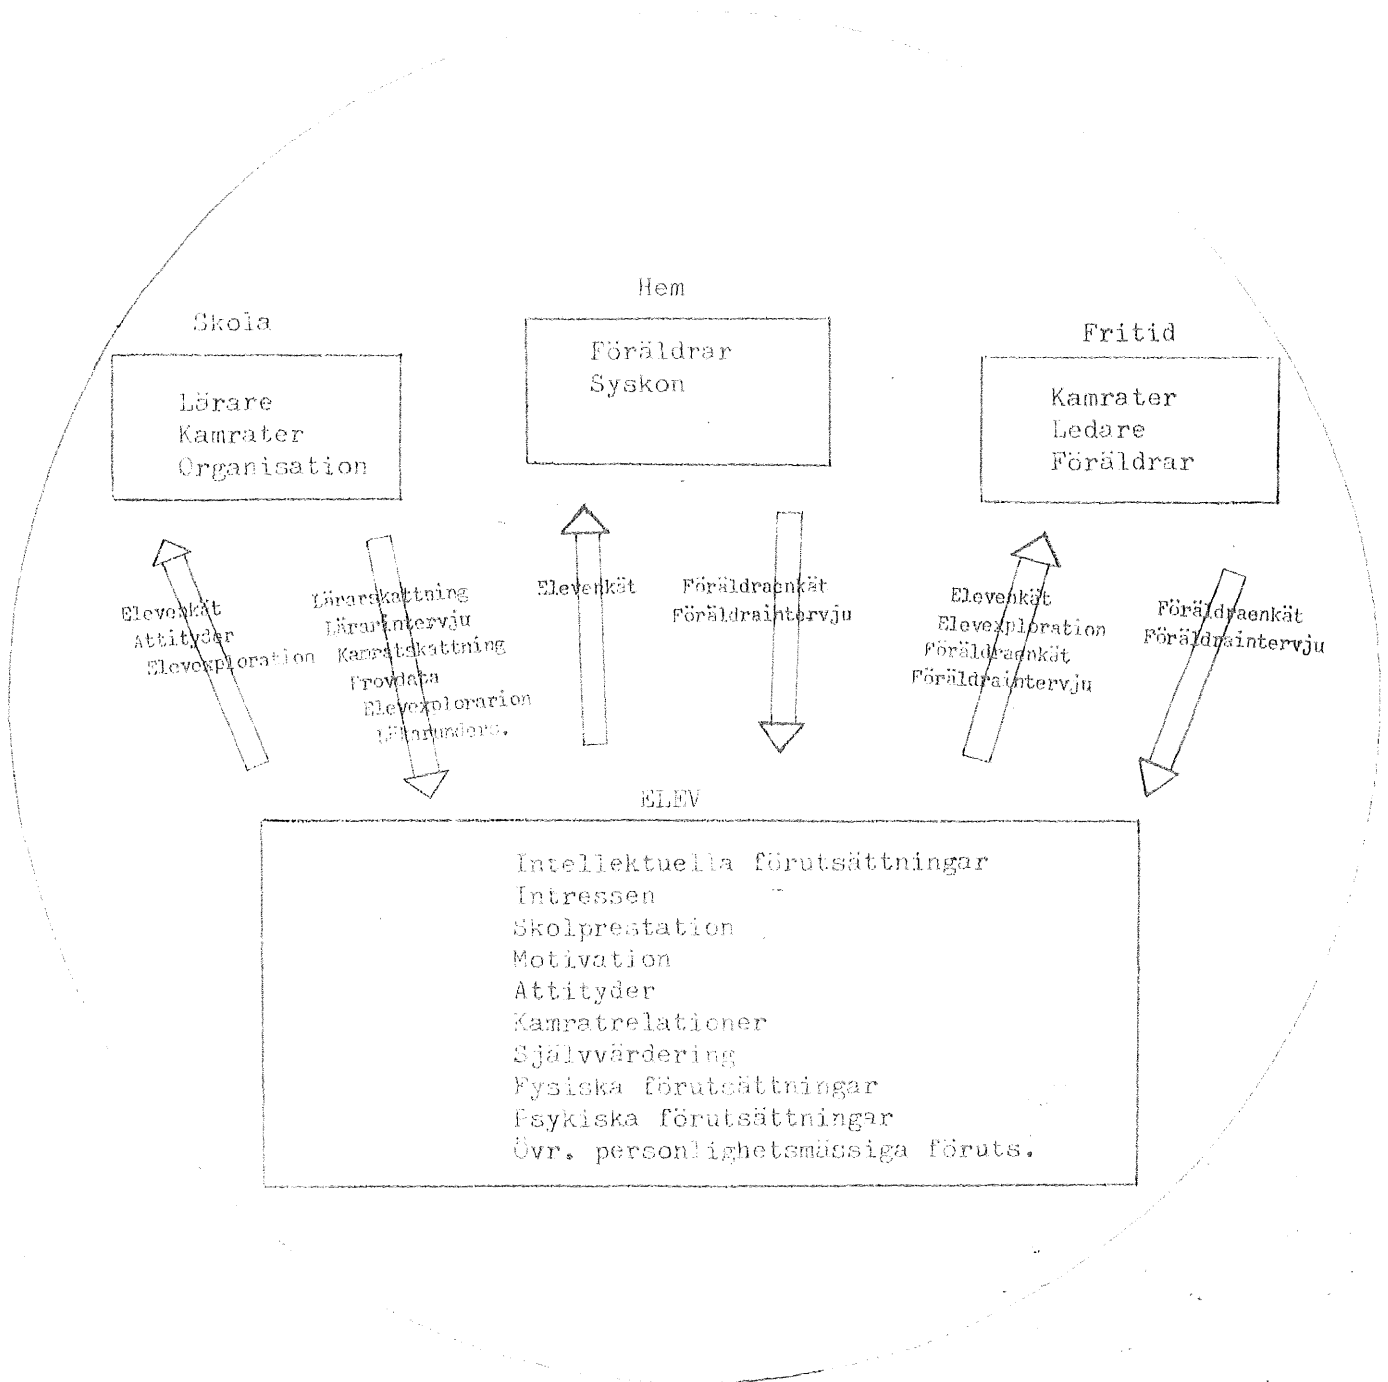 Hem
Föräldrar
Syskon
Skola
Lärare
Kamrater
Organisation
Fritid
Kamrater
Ledare
Föräldrar
Elevenkät
Attityder
Elevexploration
Lärarskattning
Lärarintervju
Kamratskattning
Provdata
Elevexplorarion
Läkarunders.
Elevenkät
Föräldraenkät
Föräldraintervju
Elevenkät
Elevexploration
Föräldraenkät
Föräldraintervju
Föräldraenkät
Föräldraintervju
ELEV
Intellektuella förutsättningar
Intressen
Skolprestation
Motivation
Attityder
Kamratrelationer
Självvärdering
Fysiska förutsättningar
Psykiska förutsättningar
Övr. personlighetsmässiga föruts.